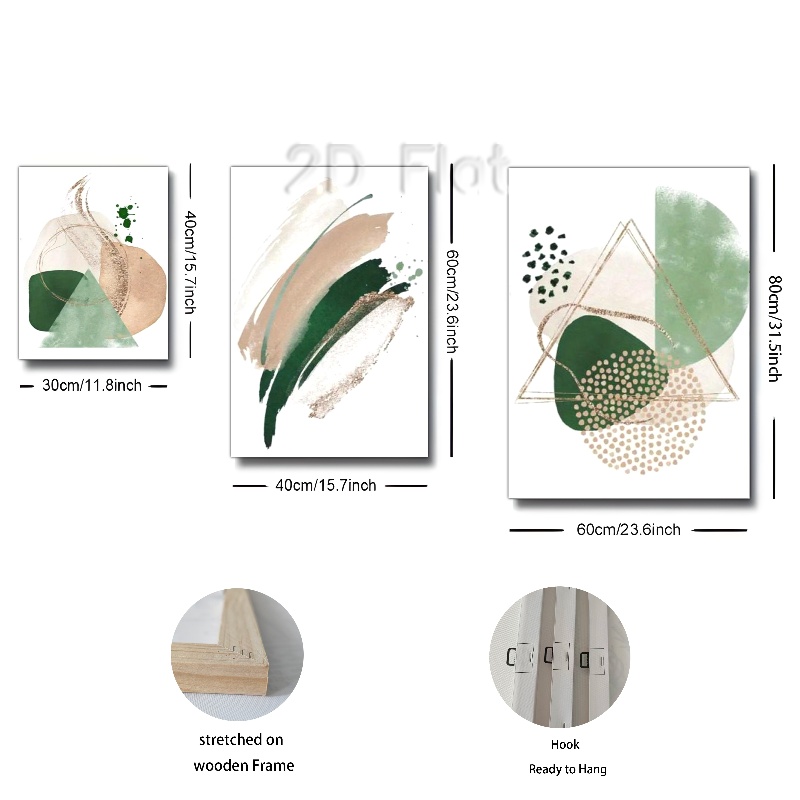 2D Flat
40cm/15.7inch
30cm/11.8inch
60cm/23.6inch
40cm/15.7inch
80cm/31.5inch
60cm/23.6inch
stretched on
wooden Frame
Hook
Ready to Hang